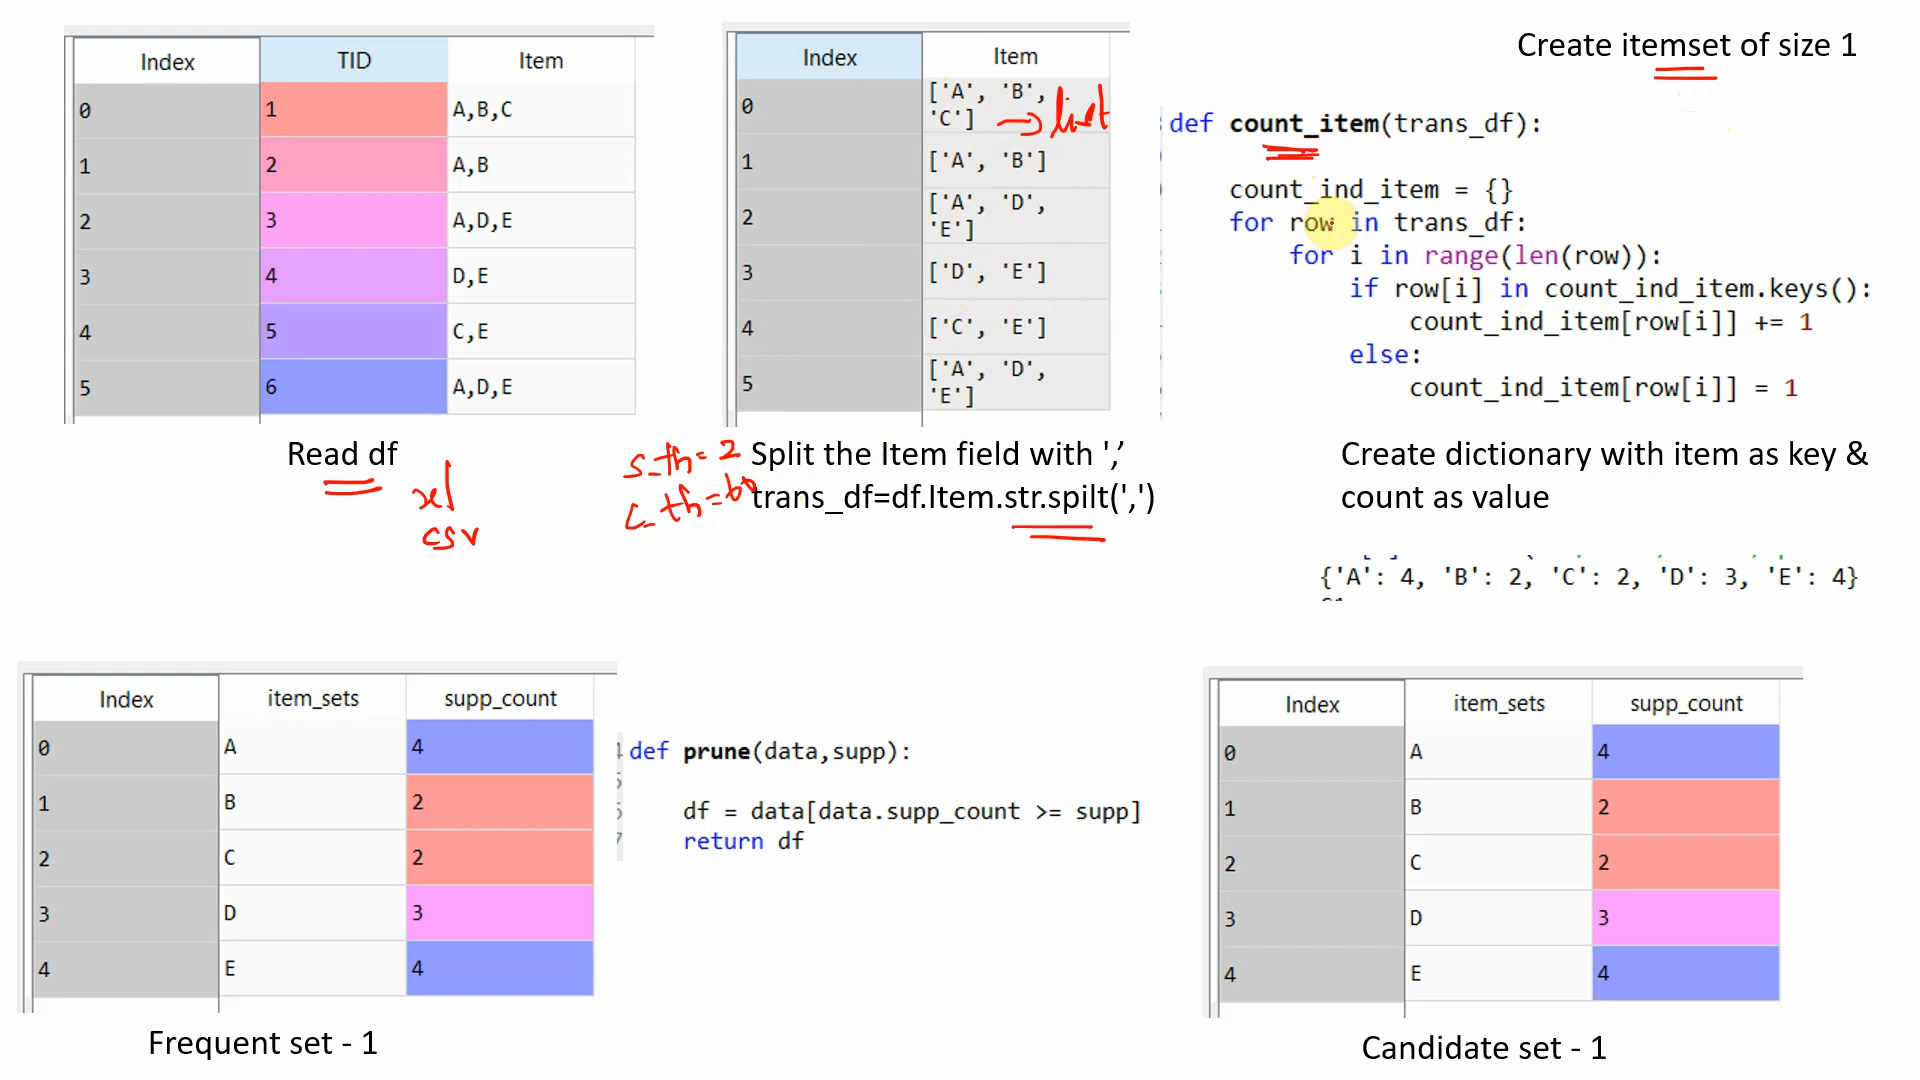 Index TID Item
0 1 A,B,C
1 2 A,B
2 3 A,D,E
3 4 D,E
4 5 C,E
5 6 A,D,E
Read df
xl
csv
Index Item
0 ['A', 'B',
'C'] → list
1 ['A', 'B']
2 ['A', 'D',
'E']
3 ['D', 'E']
4 ['C', 'E']
5 ['A', 'D',
'E']
s_th = 2
c_th = 60
Split the Item field with ','
trans_df=df.Item.str.spilt(',')
Create itemset of size 1
def count_item(trans_df):
count_ind_item = {}
for row in trans_df:
for i in range(len(row)):
if row[i] in count_ind_item.keys():
count_ind_item[row[i]] += 1
else:
count_ind_item[row[i]] = 1
Create dictionary with item as key &
count as value
{'A': 4, 'B': 2, 'C': 2, 'D': 3, 'E': 4}
Index item_sets supp_count
0 A 4
1 B 2
2 C 2
3 D 3
4 E 4
Frequent set - 1
def prune(data,supp):
df = data[data.supp_count >= supp]
return df
Index item_sets supp_count
0 A 4
1 B 2
2 C 2
3 D 3
4 E 4
Candidate set - 1